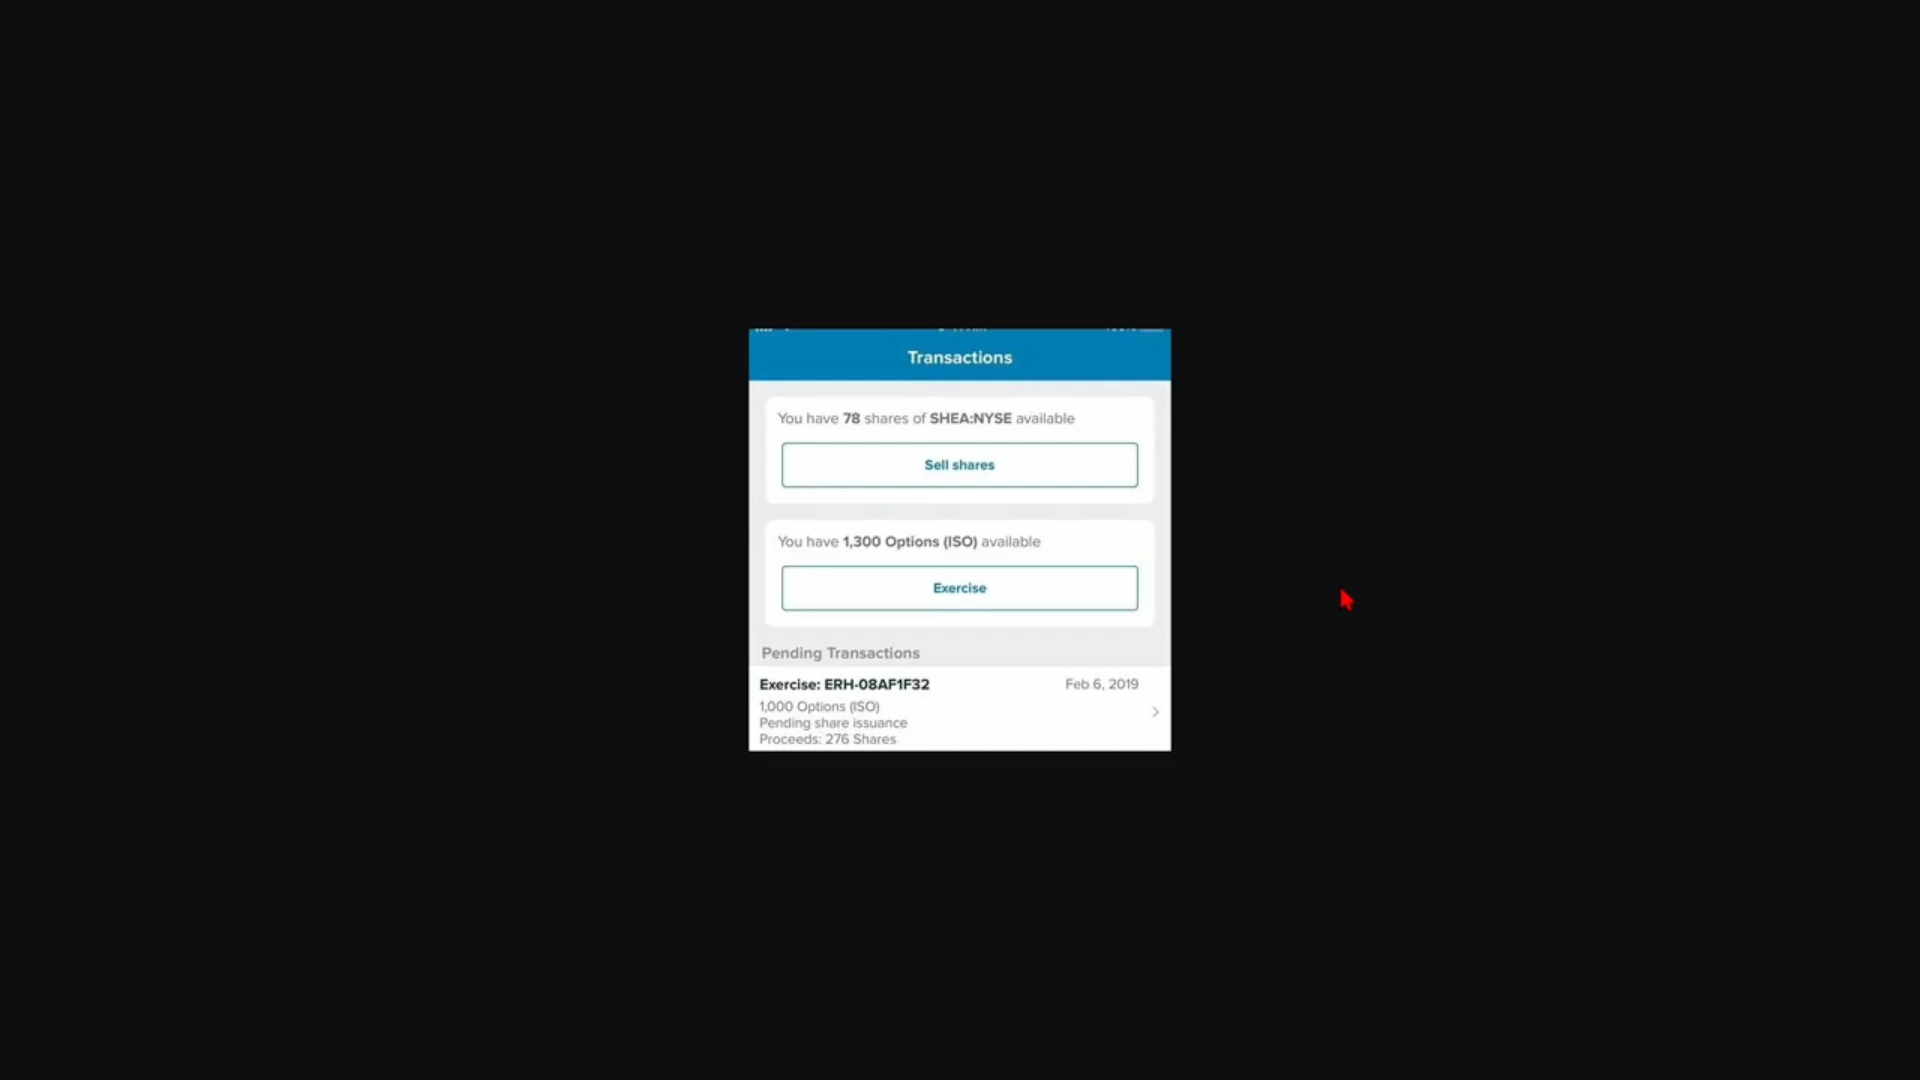 Transactions
You have 78 shares of SHEA:NYSE available
Sell shares
You have 1,300 Options (ISO) available
Exercise
Pending Transactions
Exercise: ERH-08AF1F32
Feb 6, 2019
1,000 Options (ISO)
Pending share issuance
Proceeds: 276 Shares